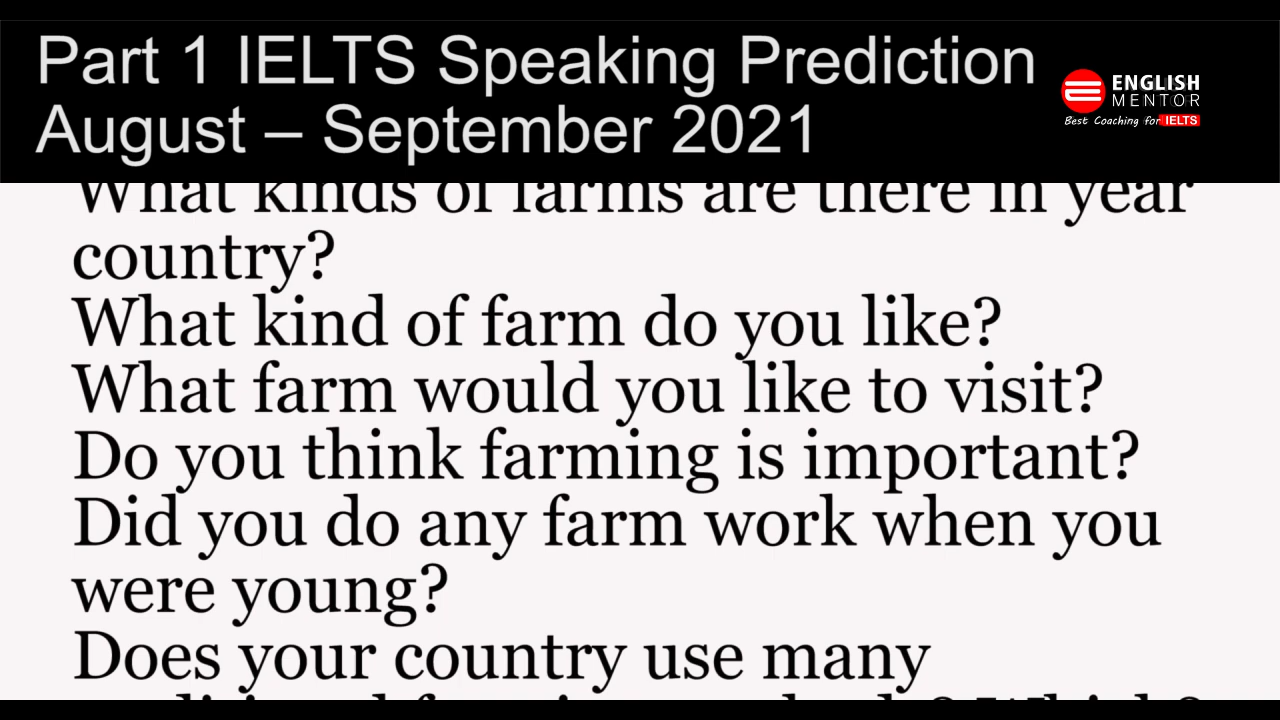 Part 1 IELTS Speaking Prediction
August – September 2021
ENGLISH
MENTOR
Best Coaching for IELTS
What kinds of farms are there in year
country?
What kind of farm do you like?
What farm would you like to visit?
Do you think farming is important?
Did you do any farm work when you
were young?
Does your country use many